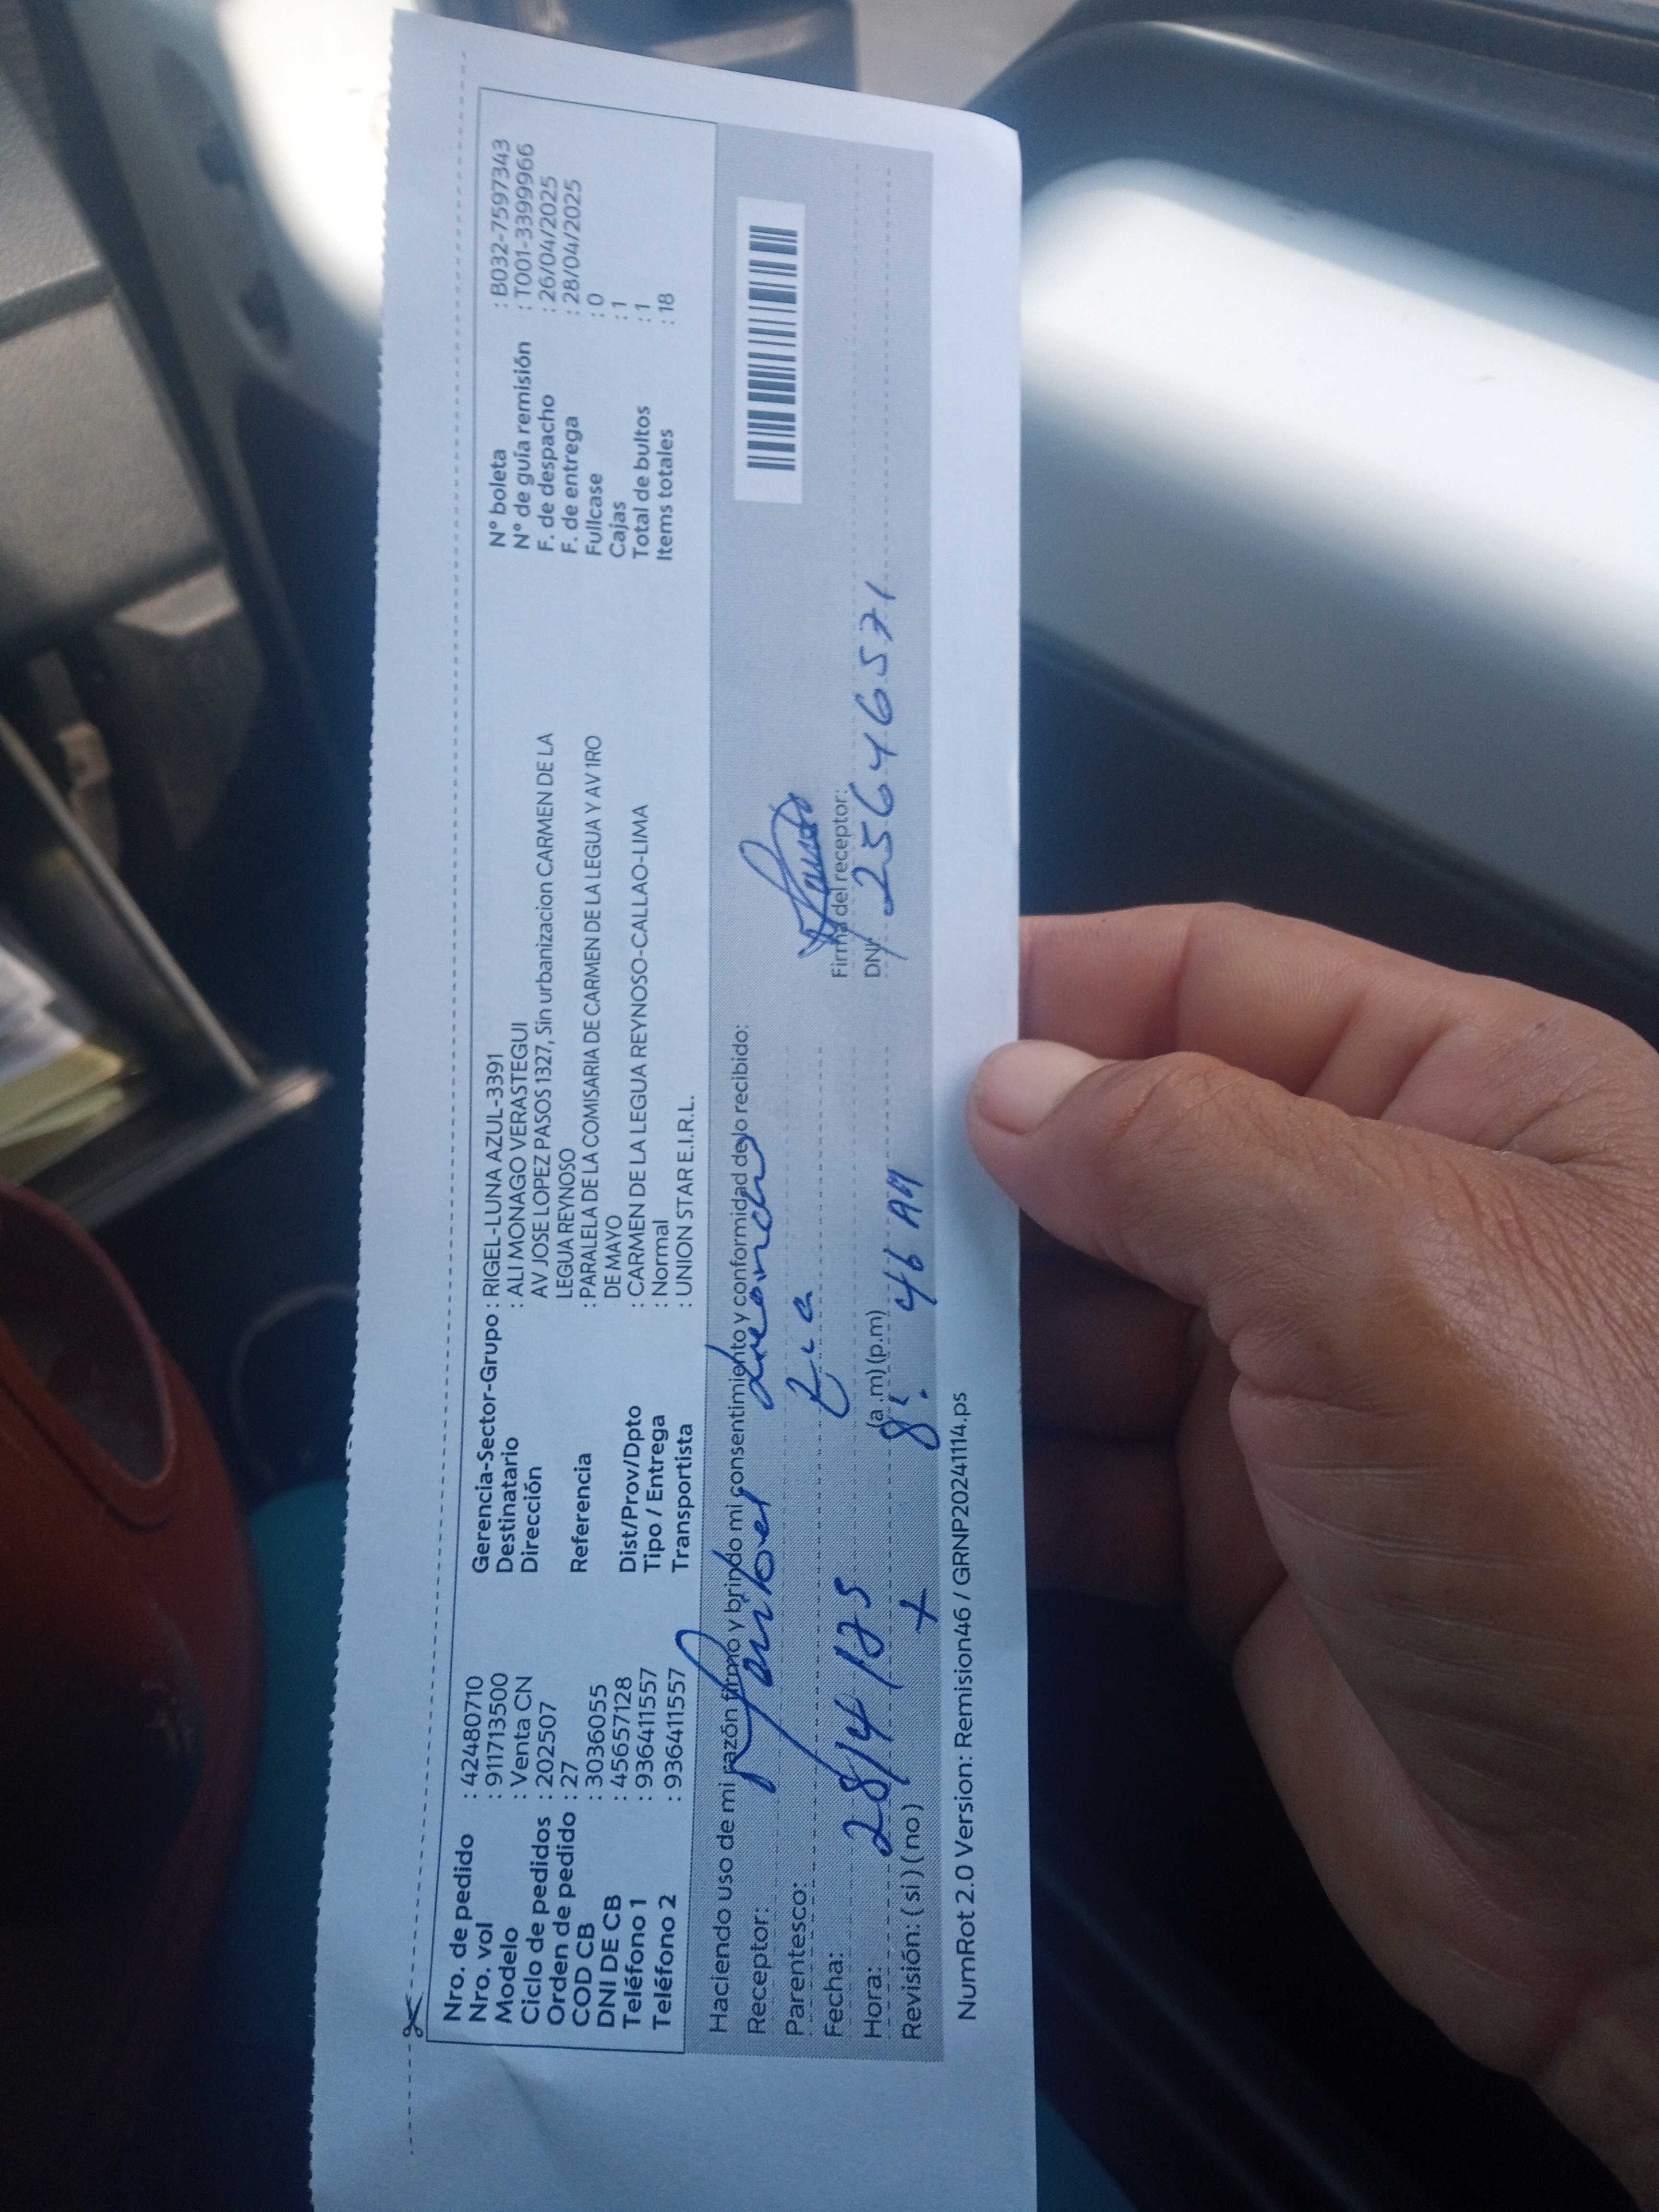 Nro. de pedido : 42480710
Nro. vol : 911713500
Modelo : Venta CN
Ciclo de pedidos : 202507
Orden de pedido : 27
COD CB : 3036055
DNI DE CB : 45657128
Teléfono 1 : 936411557
Teléfono 2 : 936411557
Gerencia-Sector-Grupo : RIGEL-LUNA AZUL-3391
Destinatario : ALI MONAGO VERASTEGUI
Dirección AV JOSE LOPEZ PASOS 1327, Sin urbanizacion CARMEN DE LA
LEGUA REYNOSO
Referencia : PARALELA DE LA COMISARIA DE CARMEN DE LA LEGUA Y AV 1RO
DE MAYO
Dist/Prov/Dpto : CARMEN DE LA LEGUA REYNOSO-CALLAO-LIMA
Tipo / Entrega : Normal
Transportista : UNION STAR E.I.R.L.
N° boleta : B032-7597343
N° de guía remisión : T001-3399966
F. de despacho : 26/04/2025
F. de entrega : 28/04/2025
Fullcase : 0
Cajas : 1
Total de bultos : 1
Items totales : 18
Haciendo uso de mi razón firmo y brindo mi consentimiento y conformidad de lo recibido:
Receptor: Maribel
Parentesco:
Fecha: 28/4/25
Hora: (a.m) (p.m) 8:46 AM
Revisión: ( si ) ( no )
Firma del receptor:
DNI: 25646571
NumRot 2.0 Version: Remision46 / GRNP20241114.ps